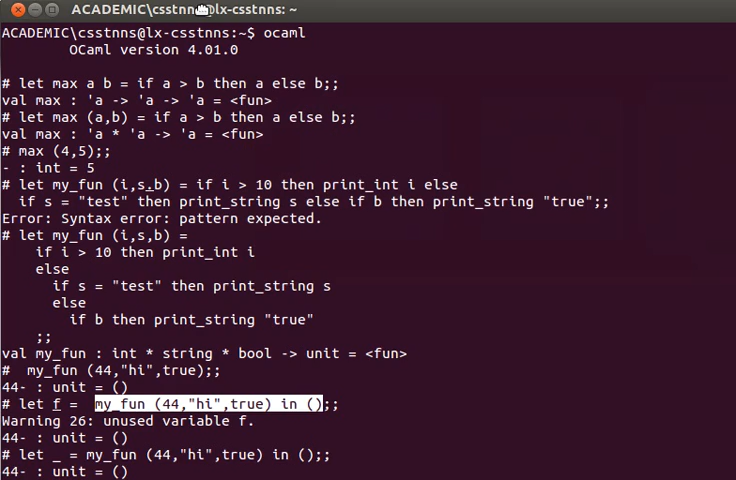 ACADEMIC\csstnns@lx-csstnns: ~
ACADEMIC\csstnns@lx-csstnns:~$ ocaml
OCaml version 4.01.0
# let max a b = if a > b then a else b;;
val max : 'a -> 'a -> 'a = <fun>
# let max (a,b) = if a > b then a else b;;
val max : 'a * 'a -> 'a = <fun>
# max (4,5);;
- : int = 5
# let my_fun (i,s.b) = if i > 10 then print_int i else
if s = "test" then print_string s else if b then print_string "true";;
Error: Syntax error: pattern expected.
# let my_fun (i,s,b) =
if i > 10 then print_int i
else
if s = "test" then print_string s
else
if b then print_string "true"
;;
val my_fun : int * string * bool -> unit = <fun>
#  my_fun (44,"hi",true);;
44- : unit = ()
# let f =  my_fun (44,"hi",true) in ();;
Warning 26: unused variable f.
44- : unit = ()
# let _ = my_fun (44,"hi",true) in ();;
44- : unit = ()